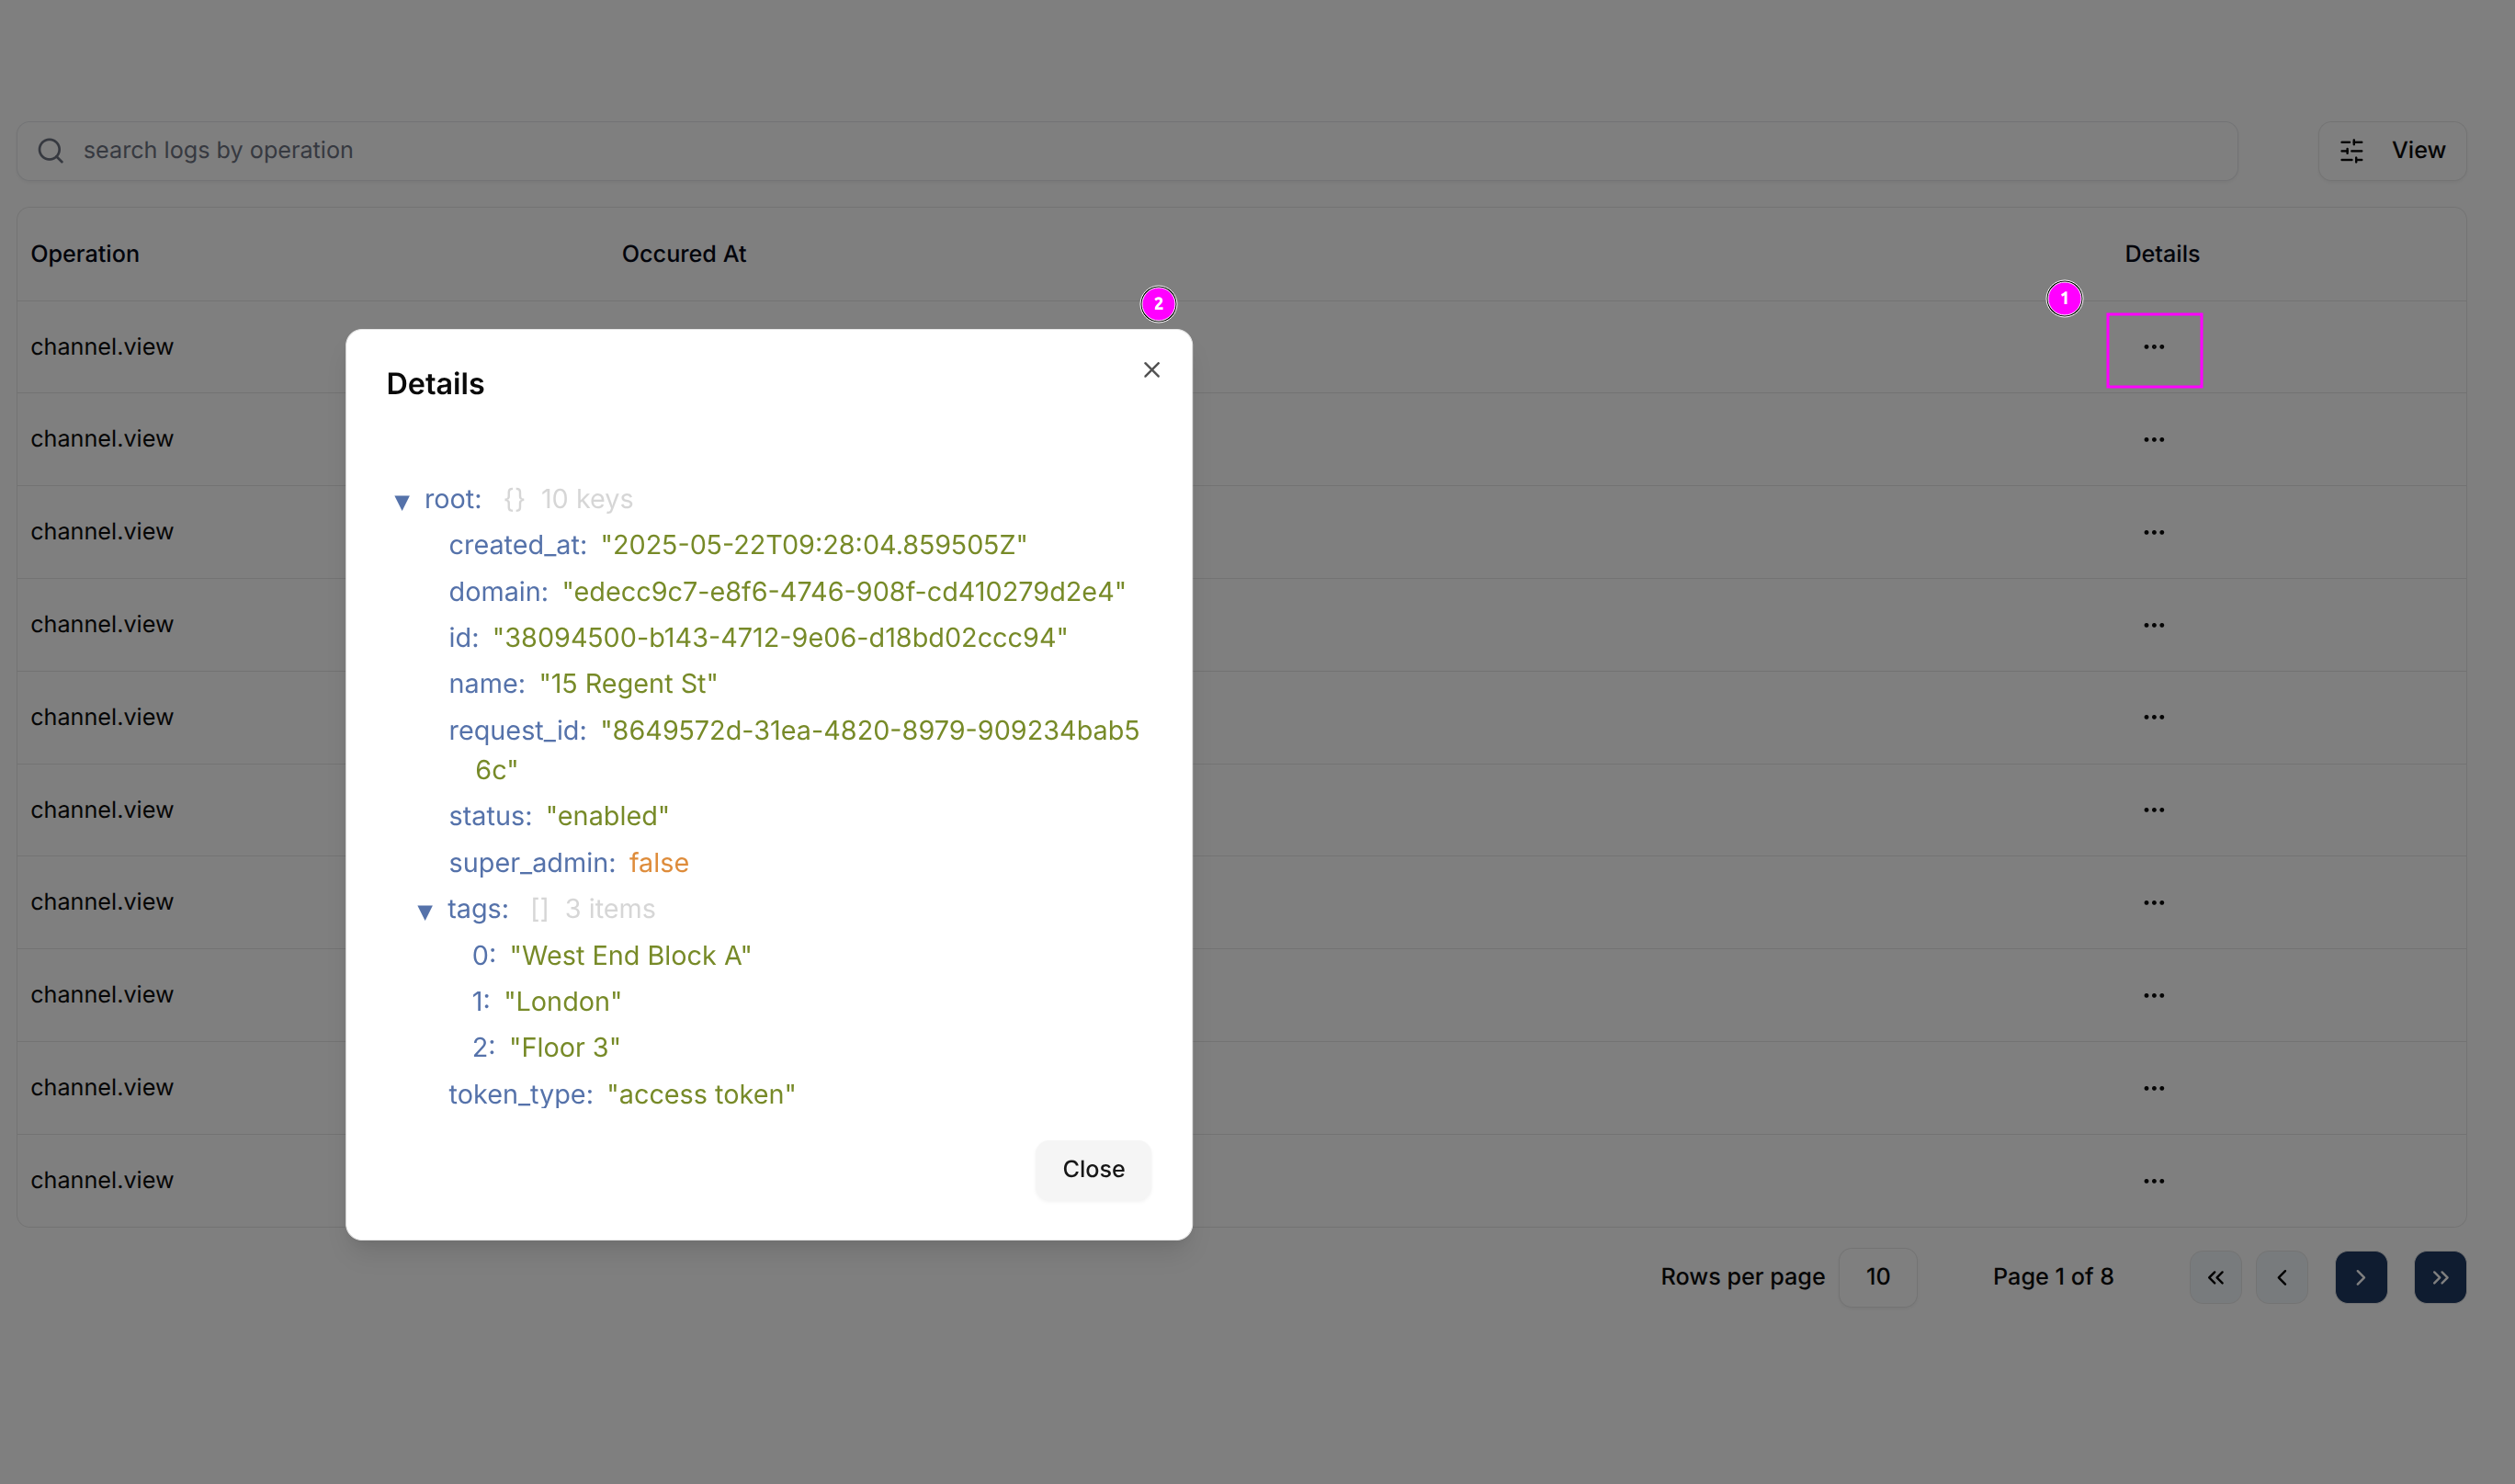 search logs by operation
View
Operation Occured At Details
2
1
channel.view
Details
root: {} 10 keys
created_at: "2025-05-22T09:28:04.859505Z"
domain: "edecc9c7-e8f6-4746-908f-cd410279d2e4"
id: "38094500-b143-4712-9e06-d18bd02ccc94"
name: "15 Regent St"
request_id: "8649572d-31ea-4820-8979-909234bab5
6c"
status: "enabled"
super_admin: false
tags: [] 3 items
0: "West End Block A"
1: "London"
2: "Floor 3"
token_type: "access token"
Close
channel.view
channel.view
channel.view
channel.view
channel.view
channel.view
channel.view
channel.view
channel.view
Rows per page 10 Page 1 of 8